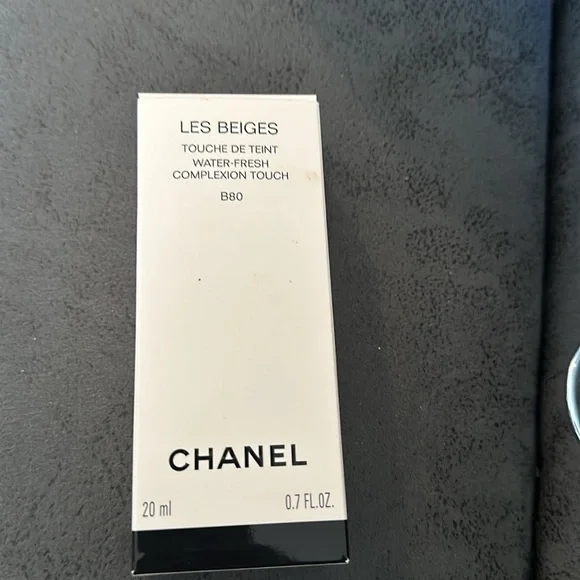 LES BEIGES
TOUCHE DE TEINT
WATER-FRESH
COMPLEXION TOUCH
B80
CHANEL
20 ml 0.7 FL.OZ.